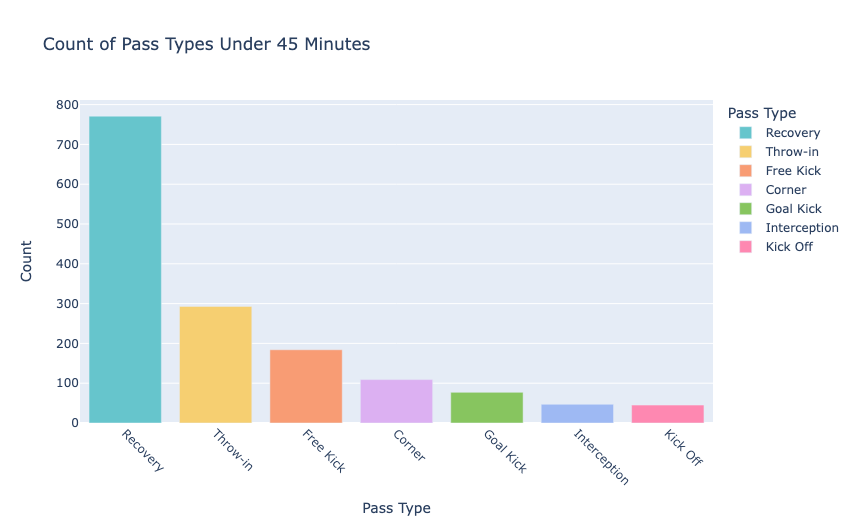 Count of Pass Types Under 45 Minutes
Pass Type
Recovery
Throw-in
Free Kick
Corner
Goal Kick
Interception
Kick Off
Count
800
700
600
500
400
300
200
100
0
Recovery
Throw-in
Free Kick
Corner
Goal Kick
Interception
Kick Off
Pass Type